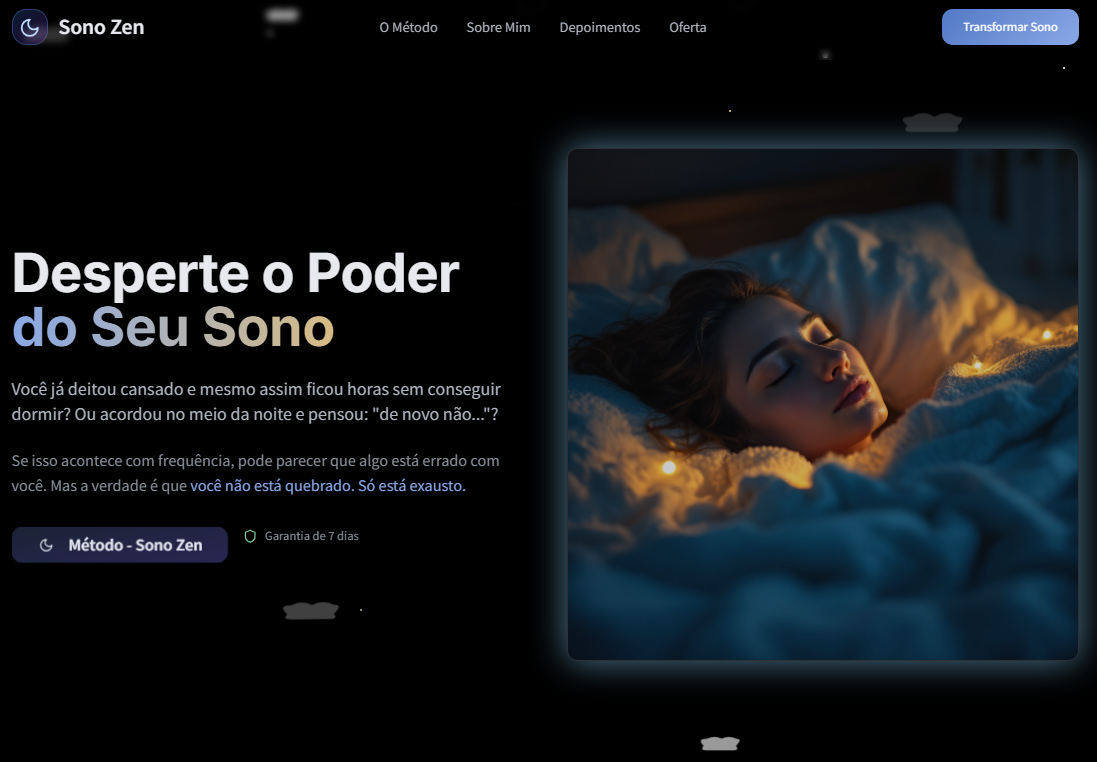 Sono Zen
O Método
Sobre Mim
Depoimentos
Oferta
Transformar Sono
Desperte o Poder
do Seu Sono
Você já deitou cansado e mesmo assim ficou horas sem conseguir
dormir? Ou acordou no meio da noite e pensou: "de novo não..."?
Se isso acontece com frequência, pode parecer que algo está errado com
você. Mas a verdade é que você não está quebrado. Só está exausto.
Método - Sono Zen
Garantia de 7 dias